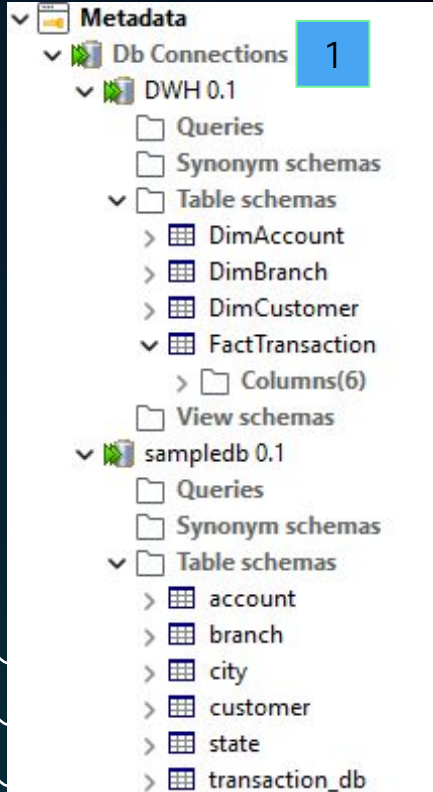 Metadata
Db Connections
1
DWH 0.1
Queries
Synonym schemas
Table schemas
DimAccount
DimBranch
DimCustomer
FactTransaction
Columns(6)
View schemas
sampledb 0.1
Queries
Synonym schemas
Table schemas
account
branch
city
customer
state
transaction_db